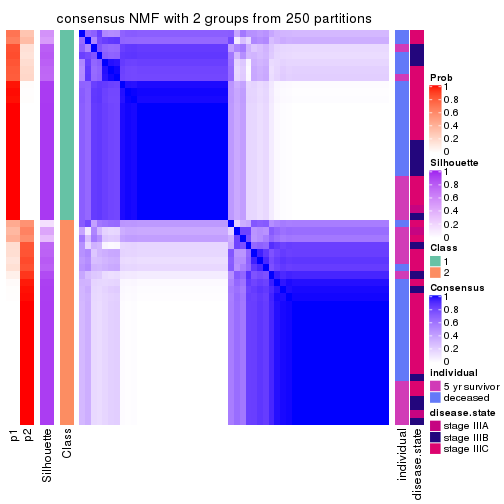 consensus NMF with 2 groups from 250 partitions
p1
p2
Silhouette
Class
individual
disease.state
Prob
1
0.8
0.6
0.4
0.2
0
Silhouette
1
0.8
0.6
0.4
0.2
0
Class
1
2
Consensus
1
0.8
0.6
0.4
0.2
0
individual
5 yr survivor
deceased
disease.state
stage IIIA
stage IIIB
stage IIIC